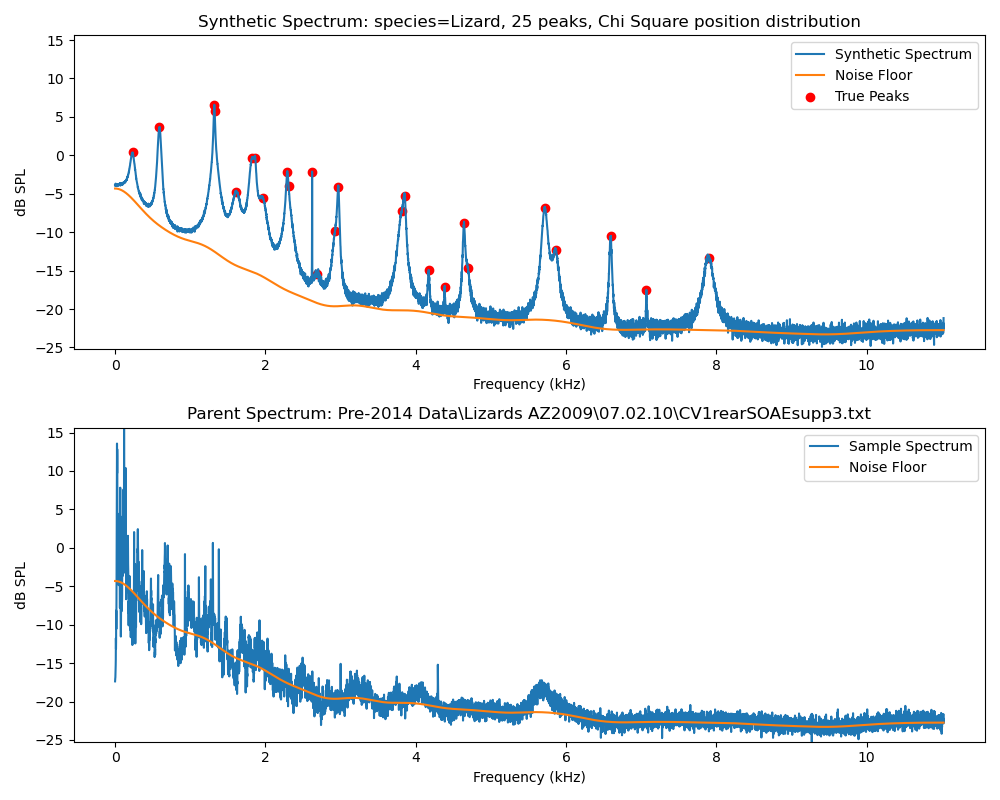 Synthetic Spectrum: species=Lizard, 25 peaks, Chi Square position distribution
15
10
5
0
−5
−10
−15
−20
−25
dB SPL
Synthetic Spectrum
Noise Floor
True Peaks
0 2 4 6 8 10
Frequency (kHz)
Parent Spectrum: Pre-2014 Data\Lizards AZ2009\07.02.10\CV1rearSOAEsupp3.txt
15
10
5
0
−5
−10
−15
−20
−25
dB SPL
Sample Spectrum
Noise Floor
0 2 4 6 8 10
Frequency (kHz)